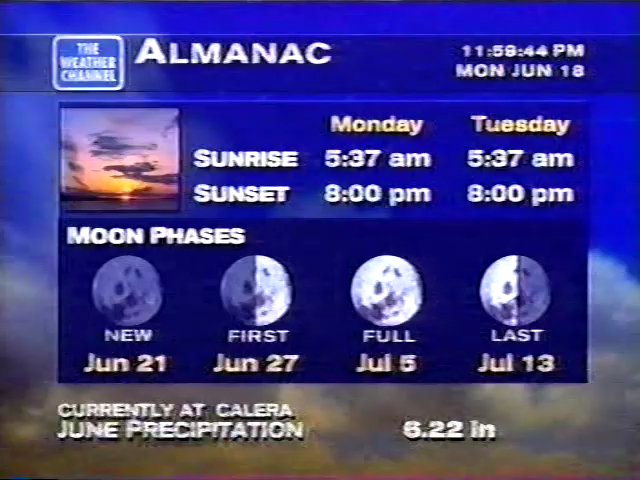 THE WEATHER CHANNEL
ALMANAC
11:59:44 PM
MON JUN 18
Monday Tuesday
SUNRISE 5:37 am 5:37 am
SUNSET 8:00 pm 8:00 pm
MOON PHASES
NEW FIRST FULL LAST
Jun 21 Jun 27 Jul 5 Jul 13
CURRENTLY AT CALERA
JUNE PRECIPITATION 6.22 in